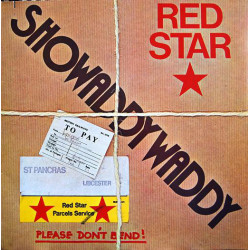 RED
STAR
SHOWADDYWADDY
TO PAY
ST PANCRAS
LEICESTER
Red Star
Parcels Service
PLEASE DON'T BEND!